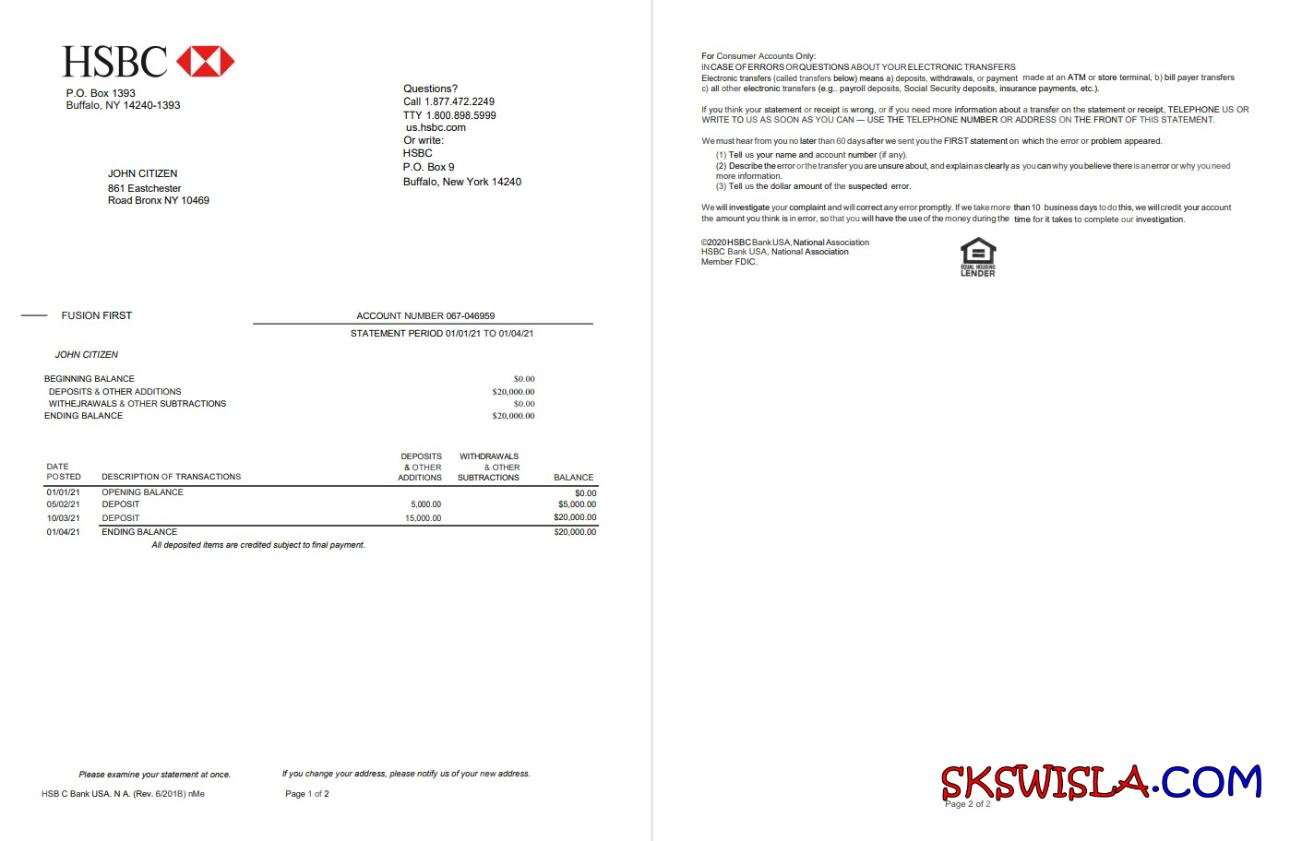 HSBC
P.O. Box 1393
Buffalo, NY 14240-1393
Questions?
Call 1.877.472.2249
TTY 1.800.898.5999
us.hsbc.com
Or write:
HSBC
P.O. Box 9
Buffalo, New York 14240
JOHN CITIZEN
861 Eastchester
Road Bronx NY 10469
FUSION FIRST
ACCOUNT NUMBER 067-046959
STATEMENT PERIOD 01/01/21 TO 01/04/21
JOHN CITIZEN
BEGINNING BALANCE $0.00
DEPOSITS & OTHER ADDITIONS $20,000.00
WITHEJRAWALS & OTHER SUBTRACTIONS $0.00
ENDING BALANCE $20,000.00
DATE POSTED DESCRIPTION OF TRANSACTIONS DEPOSITS & OTHER ADDITIONS WITHDRAWALS & OTHER SUBTRACTIONS BALANCE
01/01/21 OPENING BALANCE $0.00
05/02/21 DEPOSIT 5,000.00 $5,000.00
10/03/21 DEPOSIT 15,000.00 $20,000.00
01/04/21 ENDING BALANCE $20,000.00
All deposited items are credited subject to final payment.
Please examine your statement at once. If you change your address, please notify us of your new address.
HSB C Bank USA. N A. (Rev. 6/201B) nMe Page 1 of 2
For Consumer Accounts Only:
IN CASE OF ERRORS OR QUESTIONS ABOUT YOUR ELECTRONIC TRANSFERS
Electronic transfers (called transfers below) means a) deposits, withdrawals, or payment made at an ATM or store terminal, b) bill payer transfers
c) all other electronic transfers (e.g.. payroll deposits, Social Security deposits, insurance payments, etc.).
If you think your statement or receipt is wrong, or if you need more information about a transfer on the statement or receipt, TELEPHONE US OR
WRITE TO US AS SOON AS YOU CAN — USE THE TELEPHONE NUMBER OR ADDRESS ON THE FRONT OF THIS STATEMENT.
We must hear from you no later than 60 days after we sent you the FIRST statement on which the error or problem appeared.
(1) Tell us your name and account number (if any).
(2) Describe the error or the transfer you are unsure about, and explain as clearly as you can why you believe there is an error or why you need
more information.
(3) Tell us the dollar amount of the suspected error.
We will investigate your complaint and will correct any error promptly. If we take more than 10 business days to do this, we will credit your account
the amount you think is in error, so that you will have the use of the money during the time for it takes to complete our investigation.
©2020 HSBC Bank USA, National Association
HSBC Bank USA, National Association
Member FDIC.
EQUAL HOUSING
LENDER
SKSWISLA.COM
Page 2 of 2